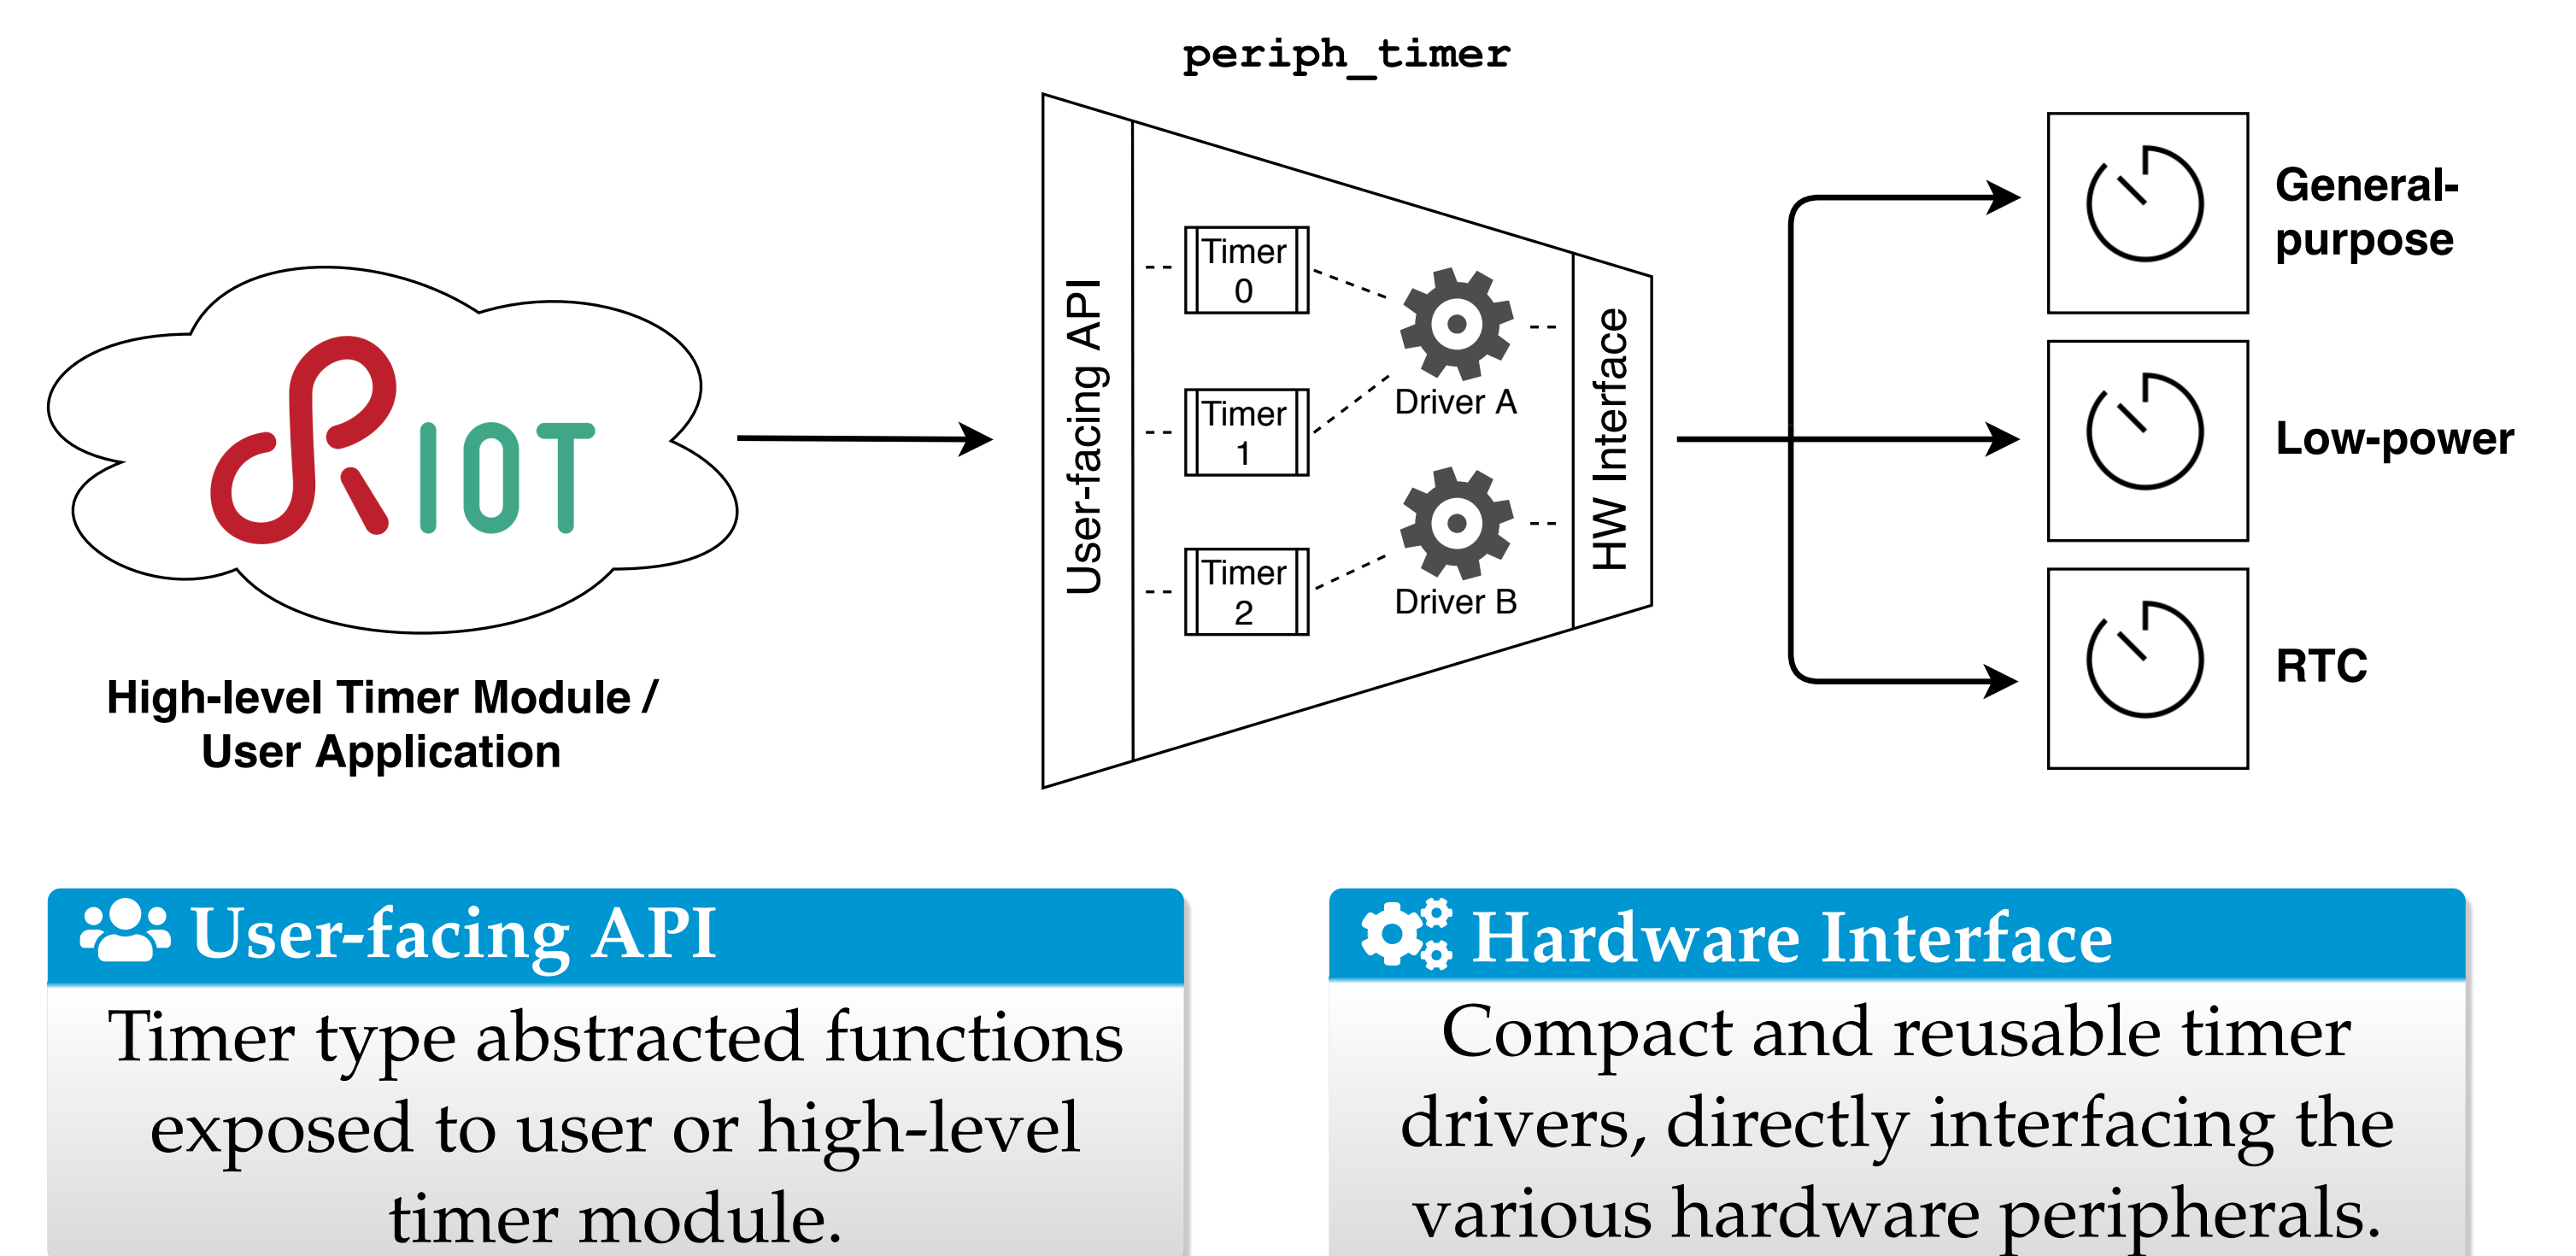 periph_timer
RIOT
High-level Timer Module /
User Application
User-facing API
Timer
0
Timer
1
Timer
2
Driver A
Driver B
HW Interface
General-
purpose
Low-power
RTC
User-facing API
Timer type abstracted functions
exposed to user or high-level
timer module.
Hardware Interface
Compact and reusable timer
drivers, directly interfacing the
various hardware peripherals.